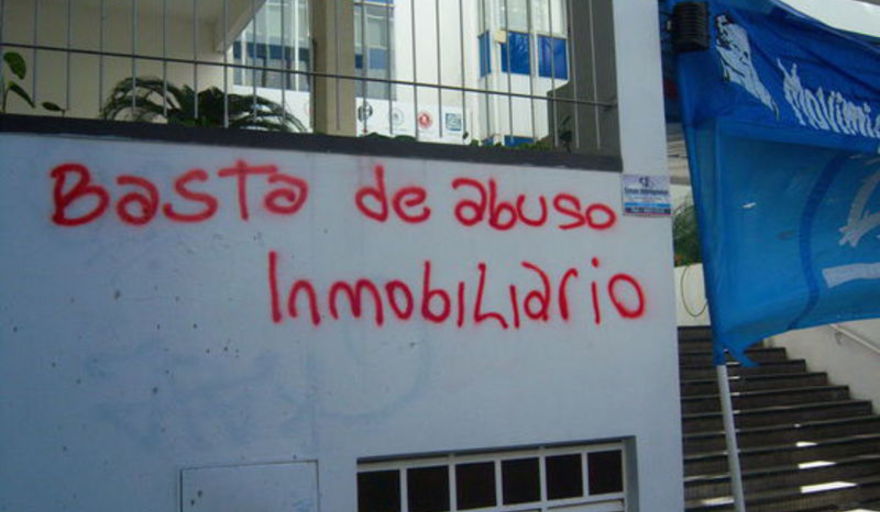 Basta de abuso
Inmobiliario